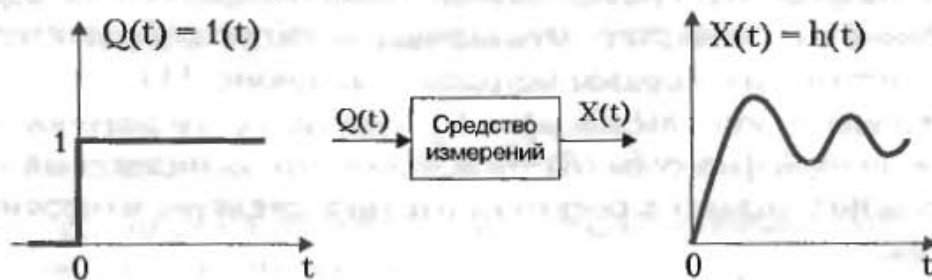 Q(t) = 1(t)
1
0
t
Q(t)
Средство
измерений
X(t)
X(t) = h(t)
0
t